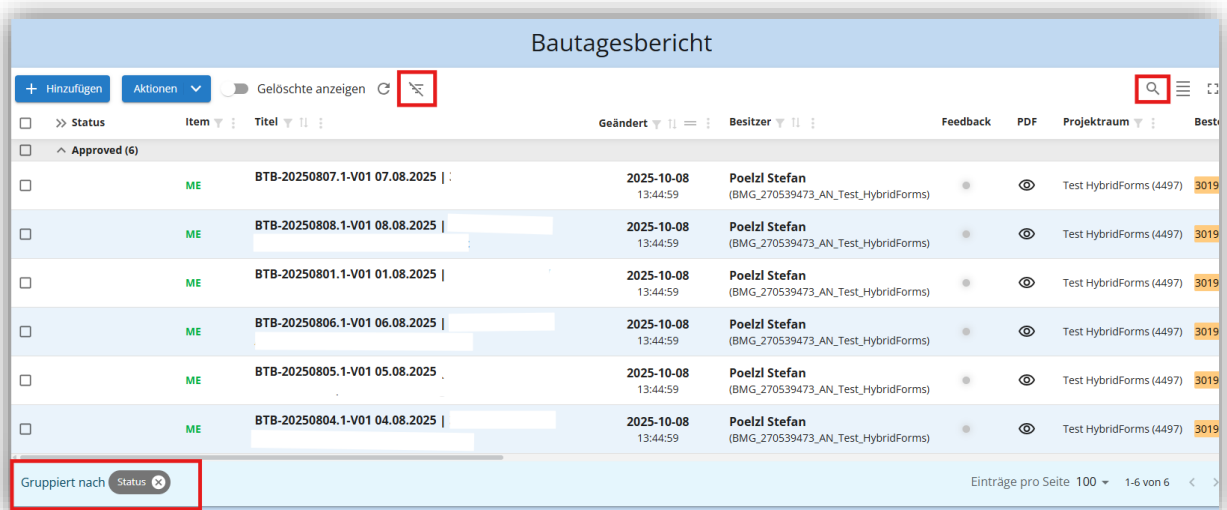 Bautagesbericht
+ Hinzufügen Aktionen Gelöschte anzeigen
Status Item Titel Geändert Besitzer Feedback PDF Projektraum
Approved (6)
ME BTB-20250807.1-V01 07.08.2025 | 2025-10-08 Poelzl Stefan Test HybridForms (4497) 3019
13:44:59 (BMG_270539473_AN_Test_HybridForms)
ME BTB-20250808.1-V01 08.08.2025 | 2025-10-08 Poelzl Stefan Test HybridForms (4497) 3019
13:44:59 (BMG_270539473_AN_Test_HybridForms)
ME BTB-20250801.1-V01 01.08.2025 | 2025-10-08 Poelzl Stefan Test HybridForms (4497) 3019
13:44:59 (BMG_270539473_AN_Test_HybridForms)
ME BTB-20250806.1-V01 06.08.2025 | 2025-10-08 Poelzl Stefan Test HybridForms (4497) 3019
13:44:59 (BMG_270539473_AN_Test_HybridForms)
ME BTB-20250805.1-V01 05.08.2025 2025-10-08 Poelzl Stefan Test HybridForms (4497) 3019
13:44:59 (BMG_270539473_AN_Test_HybridForms)
ME BTB-20250804.1-V01 04.08.2025 | 2025-10-08 Poelzl Stefan Test HybridForms (4497) 3019
13:44:59 (BMG_270539473_AN_Test_HybridForms)
Gruppiert nach Status Einträge pro Seite 100 1-6 von 6